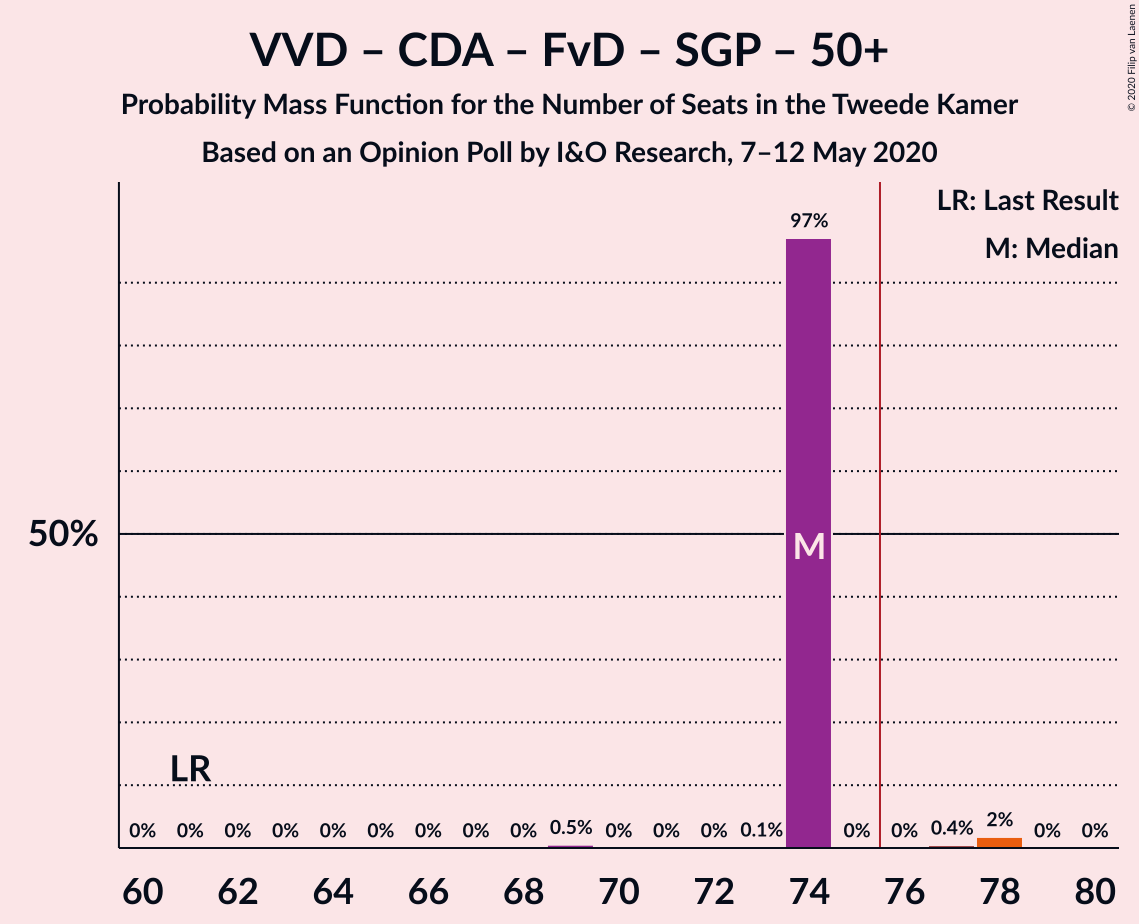 VVD – CDA – FvD – SGP – 50+
Probability Mass Function for the Number of Seats in the Tweede Kamer
Based on an Opinion Poll by I&O Research, 7–12 May 2020
© 2020 Filip van Laenen
LR: Last Result
M: Median
97%
50%
M
LR
0% 0% 0% 0% 0% 0% 0% 0% 0% 0.5% 0% 0% 0% 0.1% 0% 0% 0.4% 2% 0% 0%
60 62 64 66 68 70 72 74 76 78 80